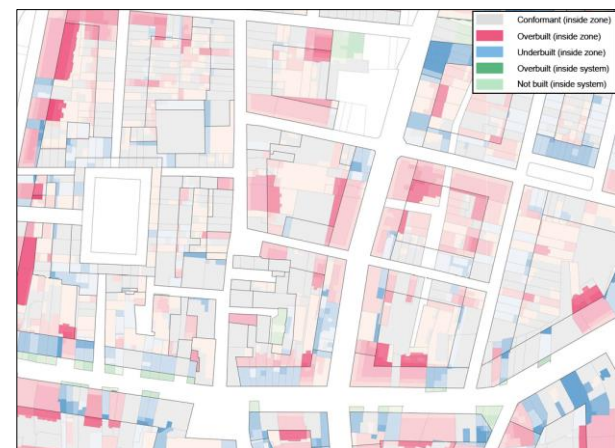 Conformant (inside zone)
Overbuilt (inside zone)
Underbuilt (inside zone)
Overbuilt (inside system)
Not built (inside system)